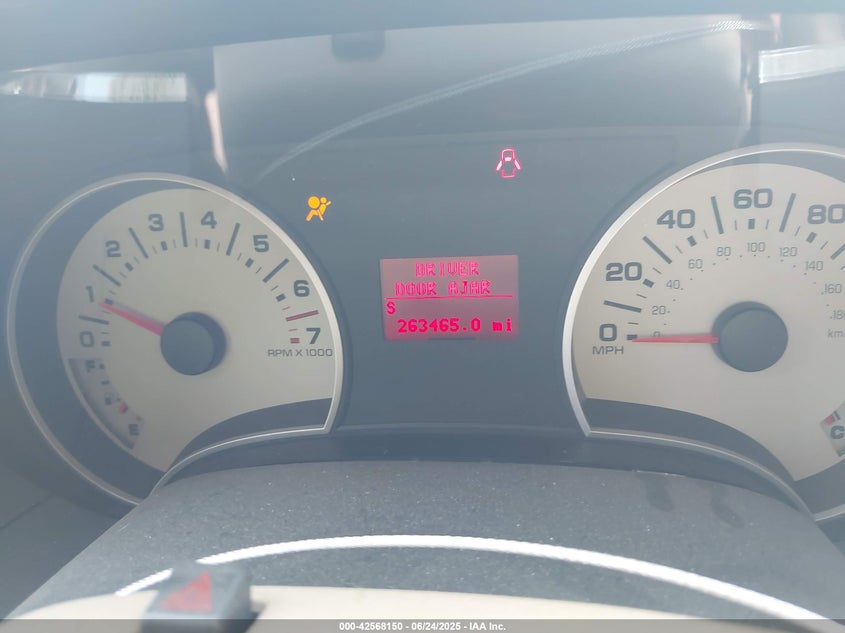 0 1 2 3 4 5 6 7
RPM X 1000
E
DRIVER
DOOR AJAR
S
263465.0 mi
0 20 40 60 80
0 20 40 60 80 100 120 140 160 180
MPH
km
C
000-42568150 - 06/24/2025 - IAA Inc.